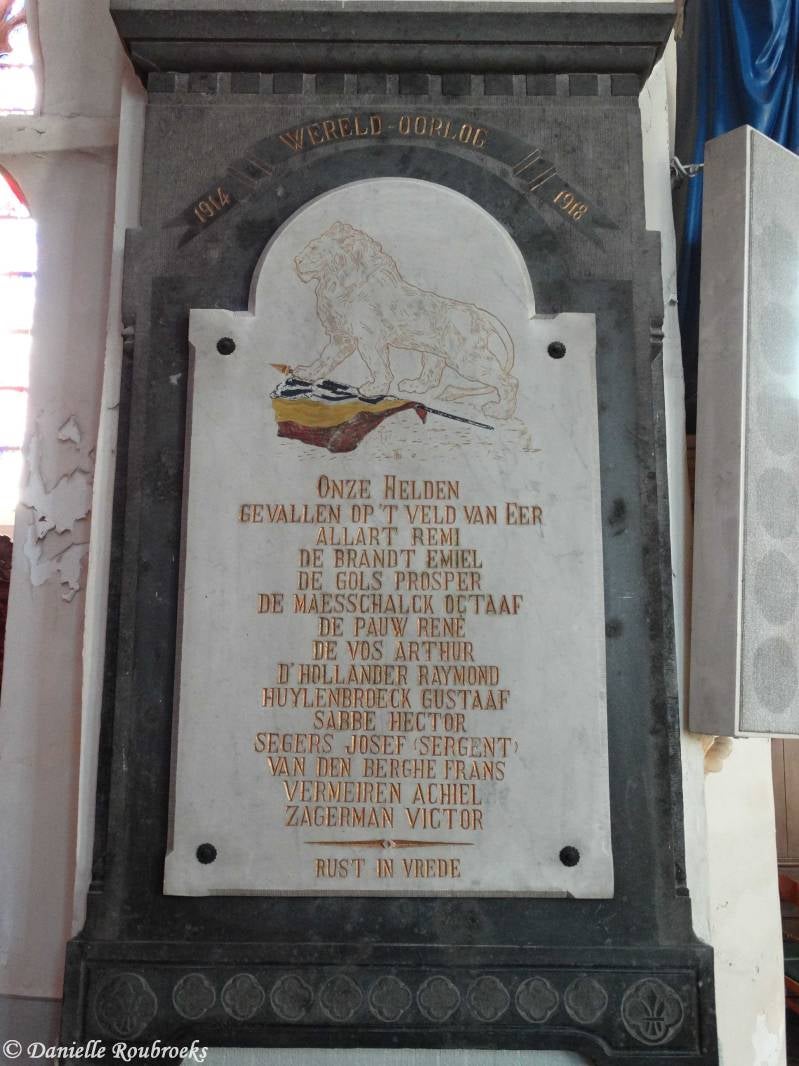 WERELD-OORLOG
1914
1918
ONZE HELDEN
GEVALLEN OP 'T VELD VAN EER
ALLART REMI
DE BRANDT EMIEL
DE GOLS PROSPER
DE MAESSCHALCK OCTAAF
DE PAUW RENÉ
DE VOS ARTHUR
D'HOLLANDER RAYMOND
HUYLENBROECK GUSTAAF
SABBE HECTOR
SEGERS JOSEF (SERGENT)
VAN DEN BERGHE FRANS
VERMEIREN ACHIEL
ZAGERMAN VICTOR
RUST IN VREDE
© Danielle Roubroeks